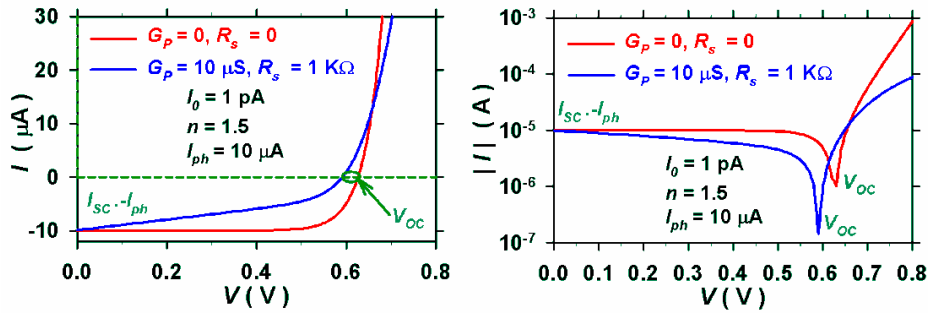 30
20
10
0
-10
I (μA)
G_P = 0, R_s = 0
G_P = 10 μS, R_s = 1 KΩ
I_0 = 1 pA
n = 1.5
I_ph = 10 μA
I_SC.-I_ph
V_OC
0.0 0.2 0.4 0.6 0.8
V ( V )
10^-3
10^-4
10^-5
10^-6
10^-7
| I | ( A )
G_P = 0, R_s = 0
G_P = 10 μS, R_s = 1 KΩ
I_SC.-I_ph
I_0 = 1 pA
n = 1.5
I_ph = 10 μA
V_OC
V_OC
0.0 0.1 0.2 0.3 0.4 0.5 0.6 0.7 0.8
V ( V )